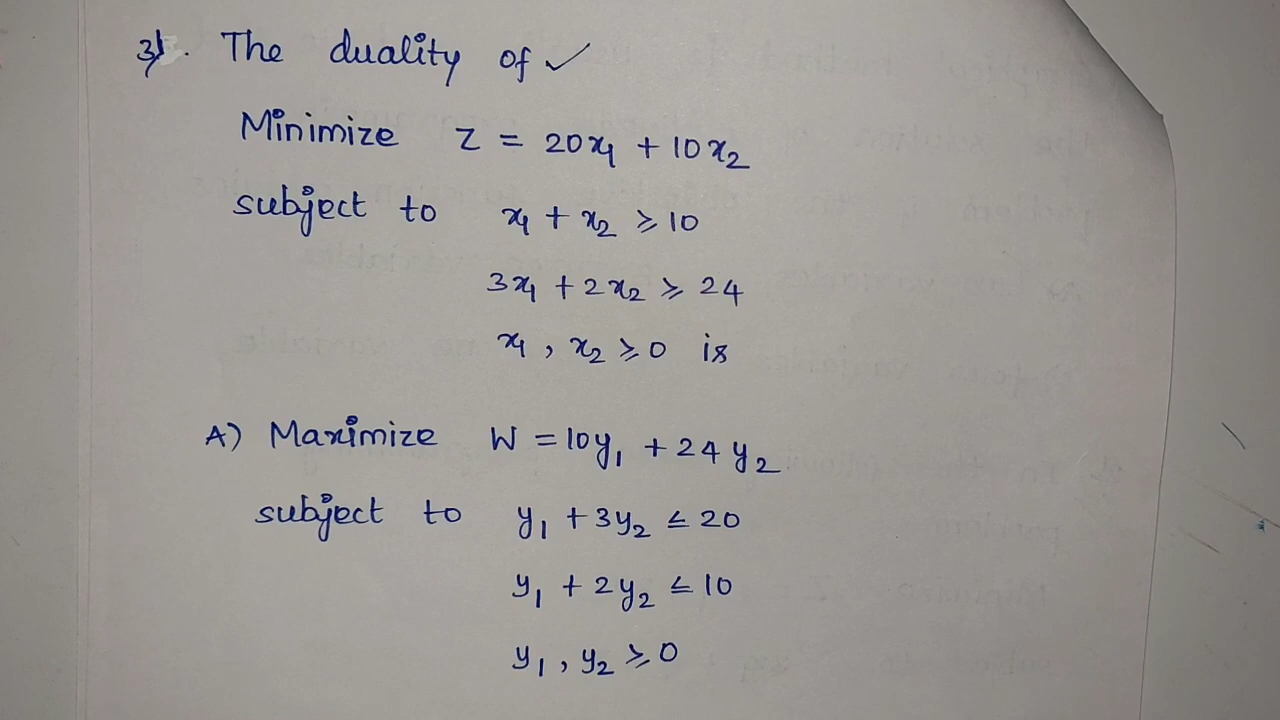 3). The duality of ✓
Minimize Z = 20x₁ + 10x₂
subject to x₁ + x₂ ⩾ 10
3x₁ + 2x₂ ⩾ 24
x₁, x₂ ⩾ 0 is
A) Maximize W = 10y₁ + 24y₂
subject to y₁ + 3y₂ ≤ 20
y₁ + 2y₂ ≤ 10
y₁, y₂ ⩾ 0